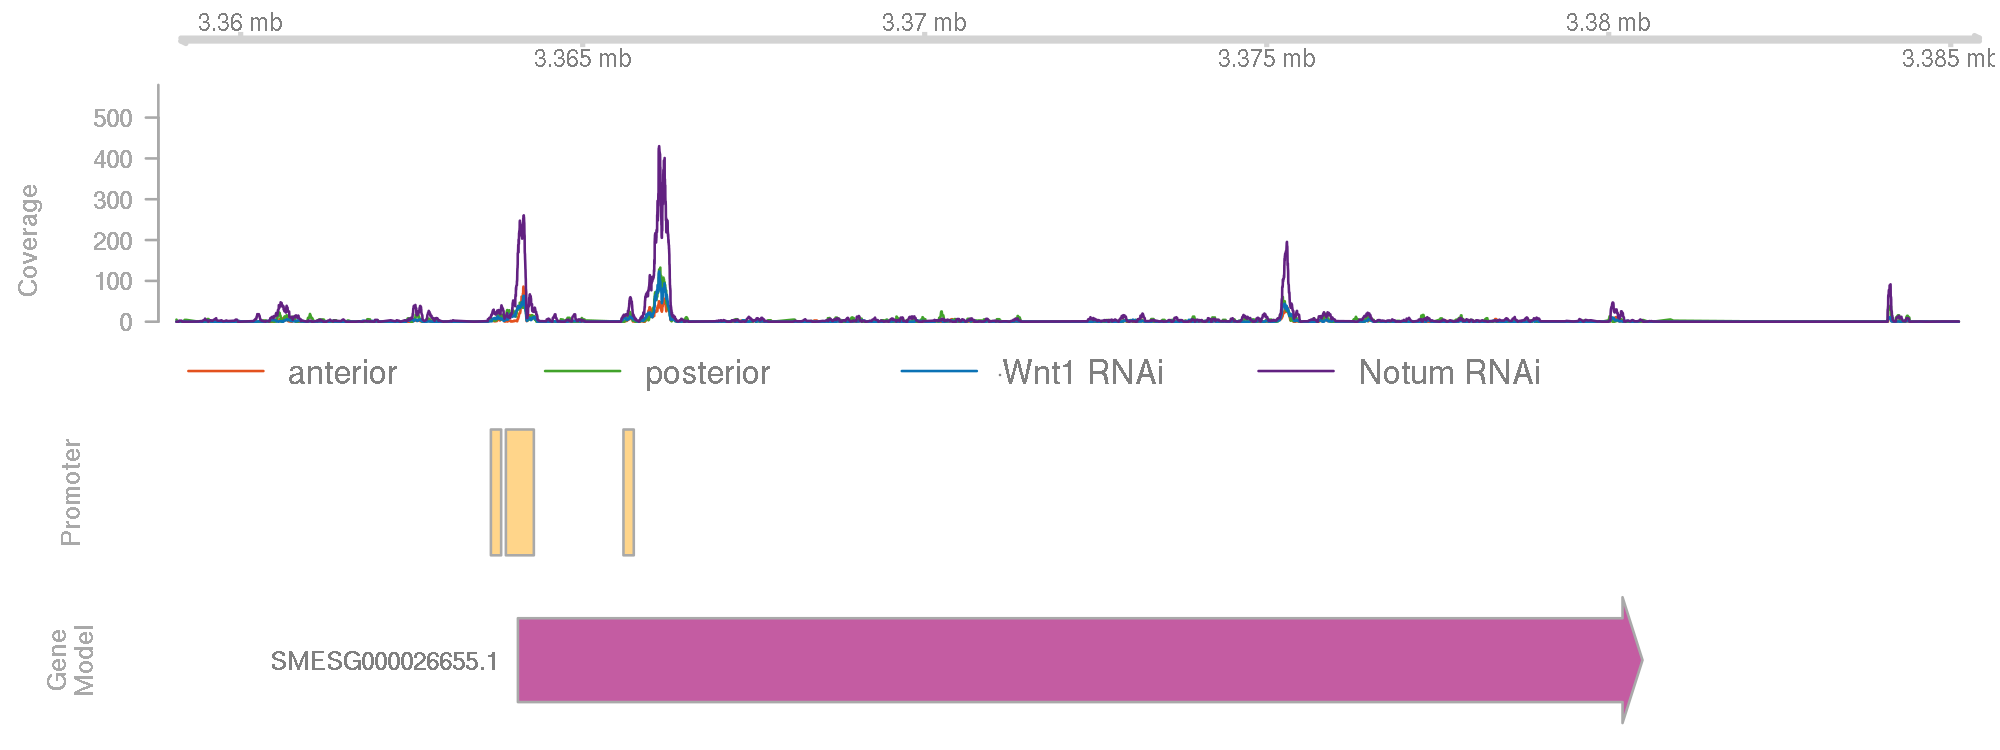 3.36 mb 3.37 mb 3.38 mb
3.365 mb 3.375 mb 3.385 mb
Coverage
500
400
300
200
100
0
anterior posterior Wnt1 RNAi Notum RNAi
Promoter
Gene
Model
SMESG000026655.1